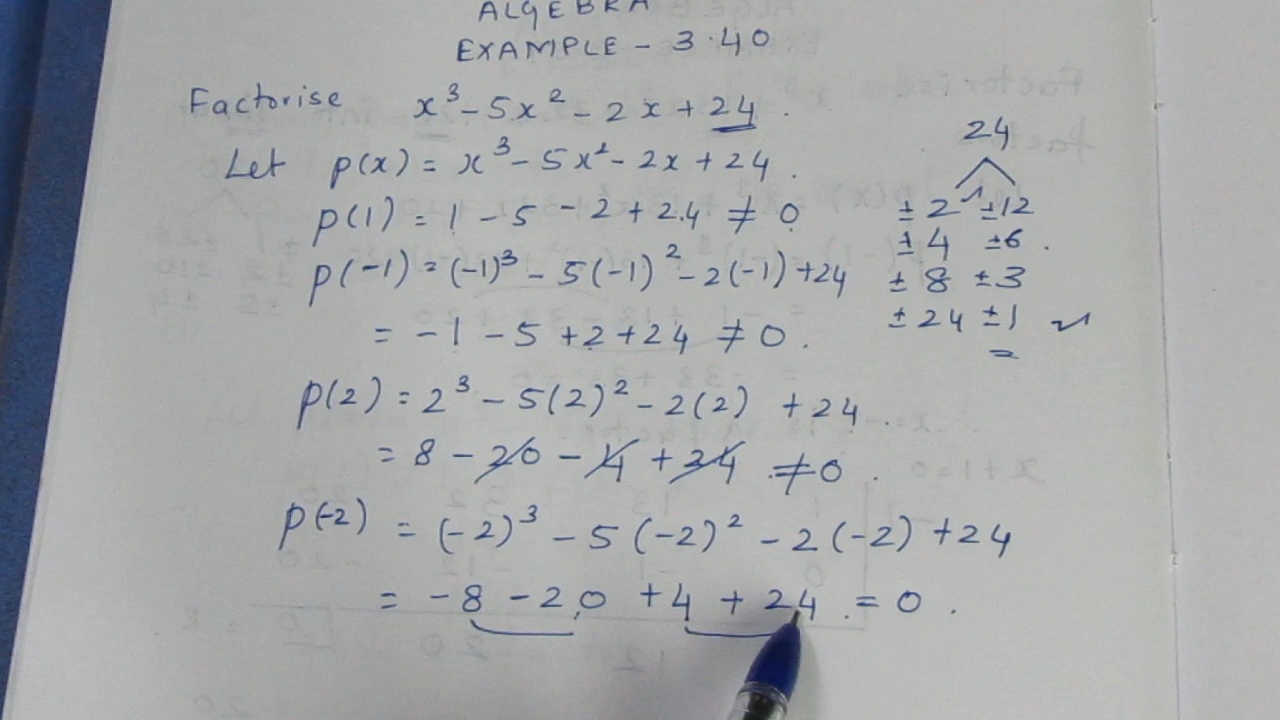 ALGEBRA
EXAMPLE - 3.40
Factorise x³ - 5x² - 2x + 24 .
Let p(x) = x³ - 5x² - 2x + 24 .
p(1) = 1 - 5 - 2 + 24 ≠ 0
p(-1) = (-1)³ - 5(-1)² - 2(-1) + 24
= -1 - 5 + 2 + 24 ≠ 0 .
p(2) = 2³ - 5(2)² - 2(2) + 24 .
= 8 - 20 - 4 + 24 ≠ 0 .
p(-2) = (-2)³ - 5(-2)² - 2(-2) + 24
= -8 - 20 + 4 + 24 = 0 .
24
±2 ±12
±4 ±6 .
±8 ±3
±24 ±1